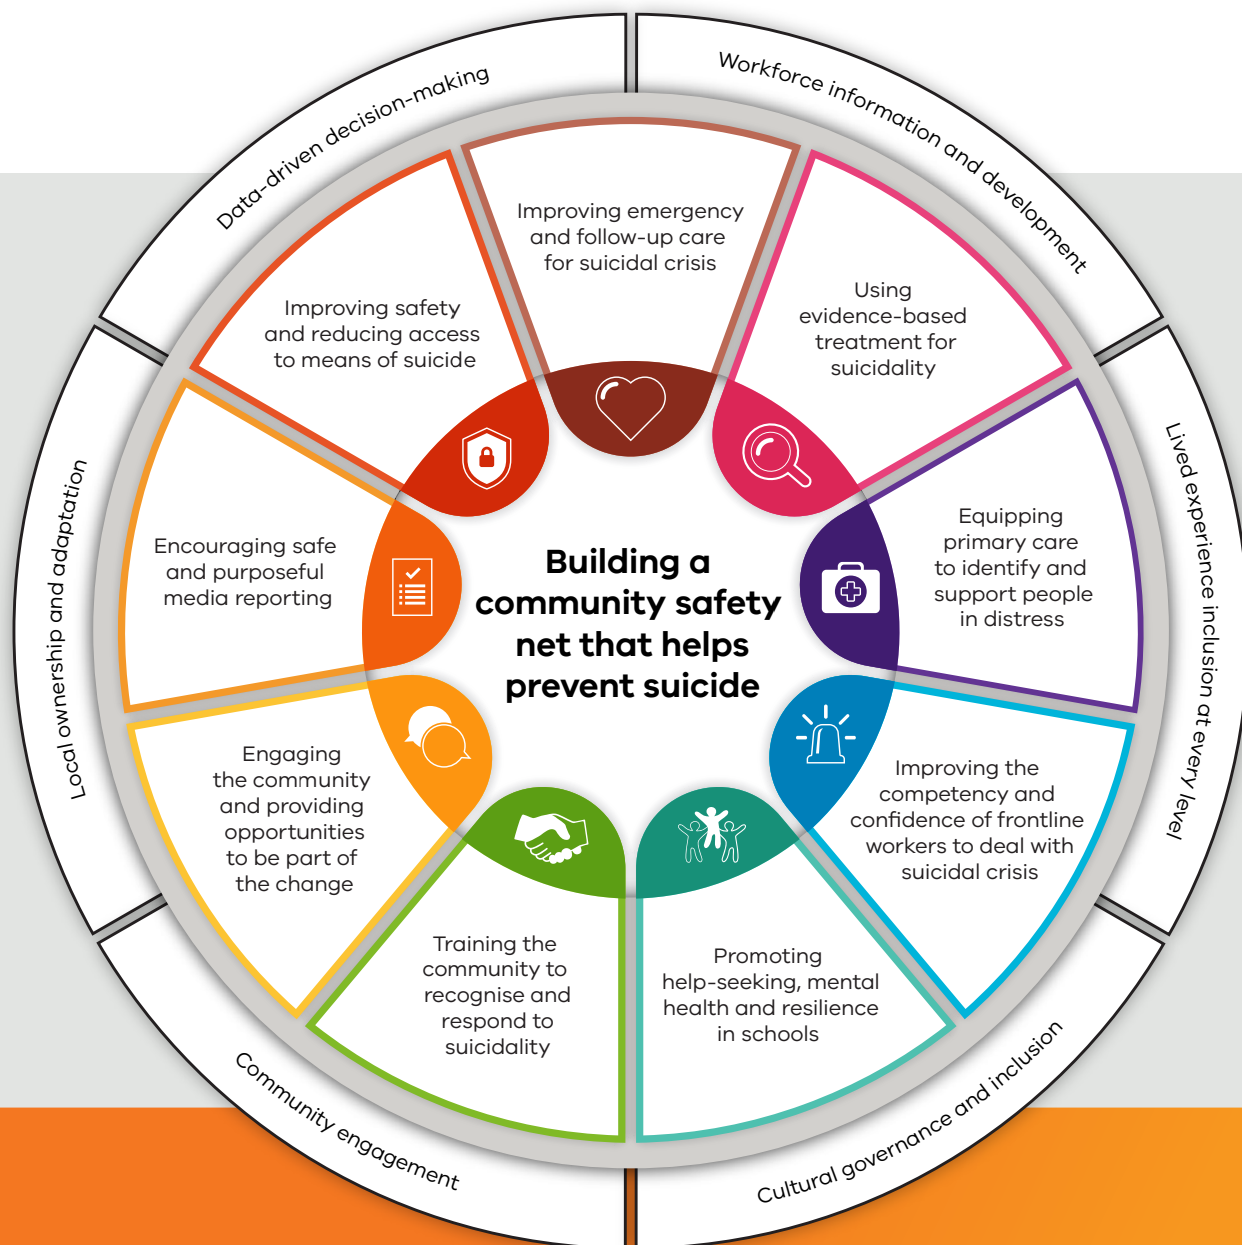 Data-driven decision-making
Workforce information and development
Lived experience inclusion at every level
Cultural governance and inclusion
Community engagement
Local ownership and adaptation
Improving emergency
and follow-up care
for suicidal crisis
Using
evidence-based
treatment for
suicidality
Equipping
primary care
to identify and
support people
in distress
Improving the
competency and
confidence of frontline
workers to deal with
suicidal crisis
Promoting
help-seeking, mental
health and resilience
in schools
Training the
community to
recognise and
respond to
suicidality
Engaging
the community
and providing
opportunities
to be part of
the change
Encouraging safe
and purposeful
media reporting
Improving safety
and reducing access
to means of suicide
Building a
community safety
net that helps
prevent suicide